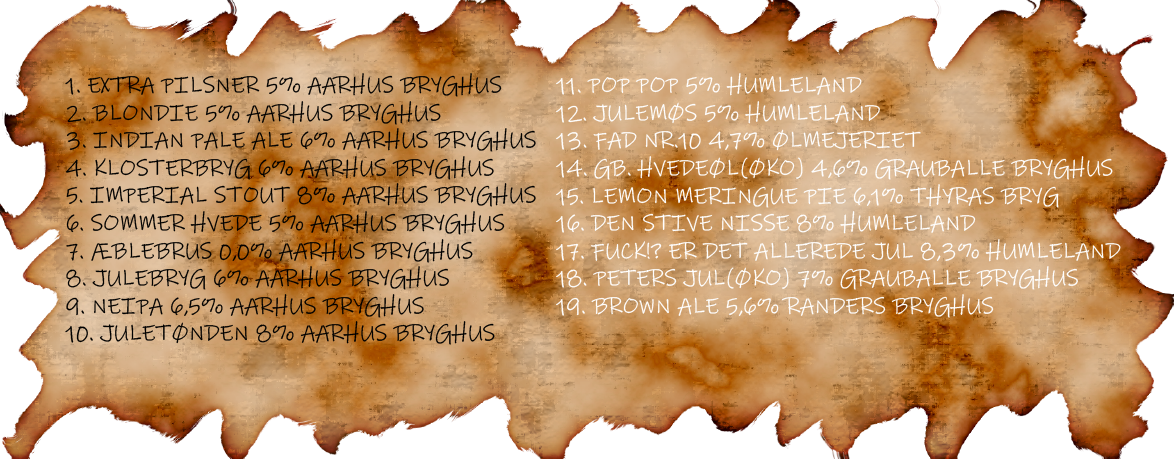 1. EXTRA PILSNER 5% AARHUS BRYGHUS
2. BLONDIE 5% AARHUS BRYGHUS
3. INDIAN PALE ALE 6% AARHUS BRYGHUS
4. KLOSTERBRYG 6% AARHUS BRYGHUS
5. IMPERIAL STOUT 8% AARHUS BRYGHUS
6. SOMMER HVEDE 5% AARHUS BRYGHUS
7. ÆBLEBRUS 0,0% AARHUS BRYGHUS
8. JULEBRYG 6% AARHUS BRYGHUS
9. NEIPA 6,5% AARHUS BRYGHUS
10. JULETØNDEN 8% AARHUS BRYGHUS
11. POP POP 5% HUMLELAND
12. JULEMØS 5% HUMLELAND
13. FAD NR,10 4,7% ØLMEJERIET
14. GB. HVEDEØL(ØKO) 4,6% GRAUBALLE BRYGHUS
15. LEMON MERINGUE PIE 6,1% THYRAS BRYG
16. DEN STIVE NISSE 8% HUMLELAND
17. FUCK!? ER DET ALLEREDE JUL 8,3% HUMLELAND
18. PETERS JUL(ØKO) 7% GRAUBALLE BRYGHUS
19. BROWN ALE 5,6% RANDERS BRYGHUS